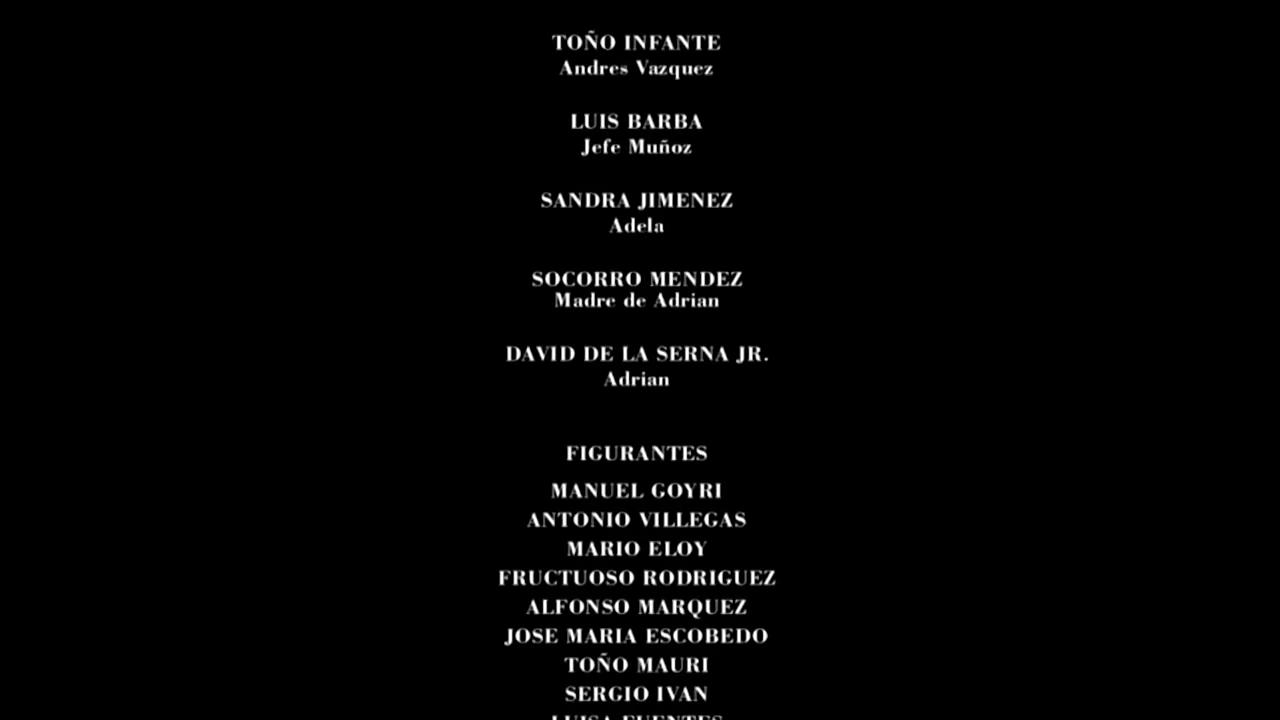 TOÑO INFANTE
Andres Vazquez
LUIS BARBA
Jefe Muñoz
SANDRA JIMENEZ
Adela
SOCORRO MENDEZ
Madre de Adrian
DAVID DE LA SERNA JR.
Adrian
FIGURANTES
MANUEL GOYRI
ANTONIO VILLEGAS
MARIO ELOY
FRUCTUOSO RODRIGUEZ
ALFONSO MARQUEZ
JOSE MARIA ESCOBEDO
TOÑO MAURI
SERGIO IVAN
LUISA FUENTES